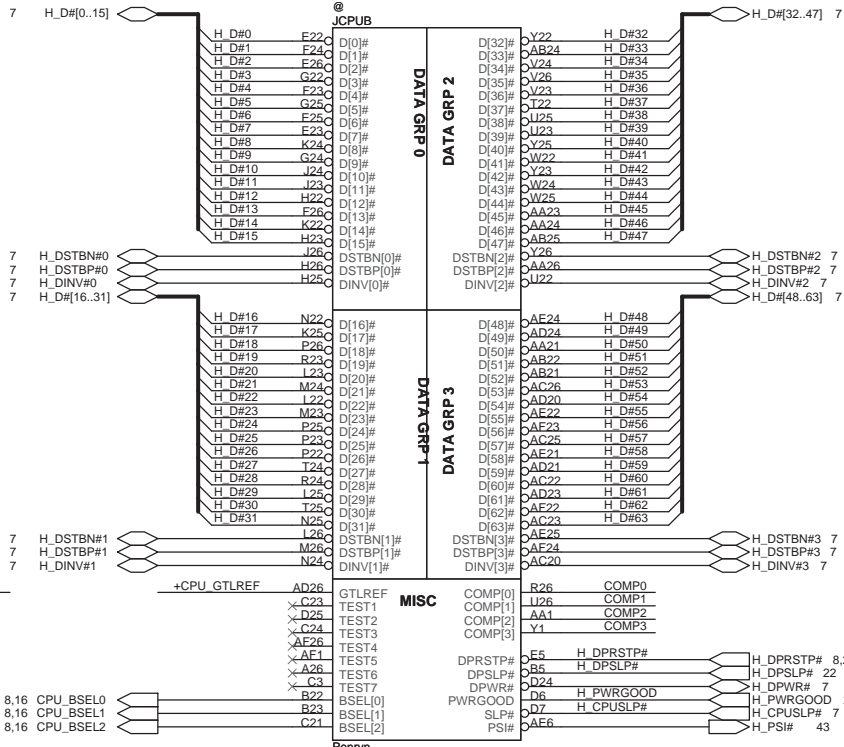 @
JCPUB
7 H_D#[0..15] H_D#[32..47] 7
H_D#0 E22 D[0]# D[32]# Y22 H_D#32
H_D#1 F24 D[1]# D[33]# AB24 H_D#33
H_D#2 E26 D[2]# D[34]# V24 H_D#34
H_D#3 G22 D[3]# D[35]# V26 H_D#35
H_D#4 F23 D[4]# D[36]# V23 H_D#36
H_D#5 G25 D[5]# D[37]# T22 H_D#37
H_D#6 E25 D[6]# D[38]# U25 H_D#38
H_D#7 E23 D[7]# D[39]# U23 H_D#39
H_D#8 K24 D[8]# D[40]# Y25 H_D#40
H_D#9 G24 D[9]# D[41]# W22 H_D#41
H_D#10 J24 D[10]# D[42]# Y23 H_D#42
H_D#11 J23 D[11]# D[43]# W24 H_D#43
H_D#12 H22 D[12]# D[44]# W25 H_D#44
H_D#13 F26 D[13]# D[45]# AA23 H_D#45
H_D#14 K22 D[14]# D[46]# AA24 H_D#46
H_D#15 H23 D[15]# D[47]# AB25 H_D#47
DATA GRP 0
DATA GRP 2
7 H_DSTBN#0 J26 DSTBN[0]# DSTBN[2]# Y26 H_DSTBN#2 7
7 H_DSTBP#0 H26 DSTBP[0]# DSTBP[2]# AA26 H_DSTBP#2 7
7 H_DINV#0 H25 DINV[0]# DINV[2]# U22 H_DINV#2 7
7 H_D#[16..31] H_D#[48..63] 7
H_D#16 N22 D[16]# D[48]# AE24 H_D#48
H_D#17 K25 D[17]# D[49]# AD24 H_D#49
H_D#18 P26 D[18]# D[50]# AA21 H_D#50
H_D#19 R23 D[19]# D[51]# AB22 H_D#51
H_D#20 L23 D[20]# D[52]# AB21 H_D#52
H_D#21 M24 D[21]# D[53]# AC26 H_D#53
H_D#22 L22 D[22]# D[54]# AD20 H_D#54
H_D#23 M23 D[23]# D[55]# AE22 H_D#55
H_D#24 P25 D[24]# D[56]# AF23 H_D#56
H_D#25 P23 D[25]# D[57]# AC25 H_D#57
H_D#26 P22 D[26]# D[58]# AE21 H_D#58
H_D#27 T24 D[27]# D[59]# AD21 H_D#59
H_D#28 R24 D[28]# D[60]# AC22 H_D#60
H_D#29 L25 D[29]# D[61]# AD23 H_D#61
H_D#30 T25 D[30]# D[62]# AF22 H_D#62
H_D#31 N25 D[31]# D[63]# AC23 H_D#63
DATA GRP 1
DATA GRP 3
7 H_DSTBN#1 L26 DSTBN[1]# DSTBN[3]# AE25 H_DSTBN#3 7
7 H_DSTBP#1 M26 DSTBP[1]# DSTBP[3]# AF24 H_DSTBP#3 7
7 H_DINV#1 N24 DINV[1]# DINV[3]# AC20 H_DINV#3 7
MISC
+CPU_GTLREF AD26 GTLREF COMP[0] R26 COMP0
C23 TEST1 COMP[1] U26 COMP1
D25 TEST2 COMP[2] AA1 COMP2
C24 TEST3 COMP[3] Y1 COMP3
AF26 TEST4
AF1 TEST5 DPRSTP# E5 H_DPRSTP# H_DPRSTP# 8,
A26 TEST6 DPSLP# B5 H_DPSLP# H_DPSLP# 22
C3 TEST7 DPWR# D24 H_DPWR# 7
8,16 CPU_BSEL0 B22 BSEL[0] PWRGOOD D6 H_PWRGOOD H_PWRGOOD
8,16 CPU_BSEL1 B23 BSEL[1] SLP# D7 H_CPUSLP# H_CPUSLP# 7
8,16 CPU_BSEL2 C21 BSEL[2] PSI# AE6 H_PSI# 43